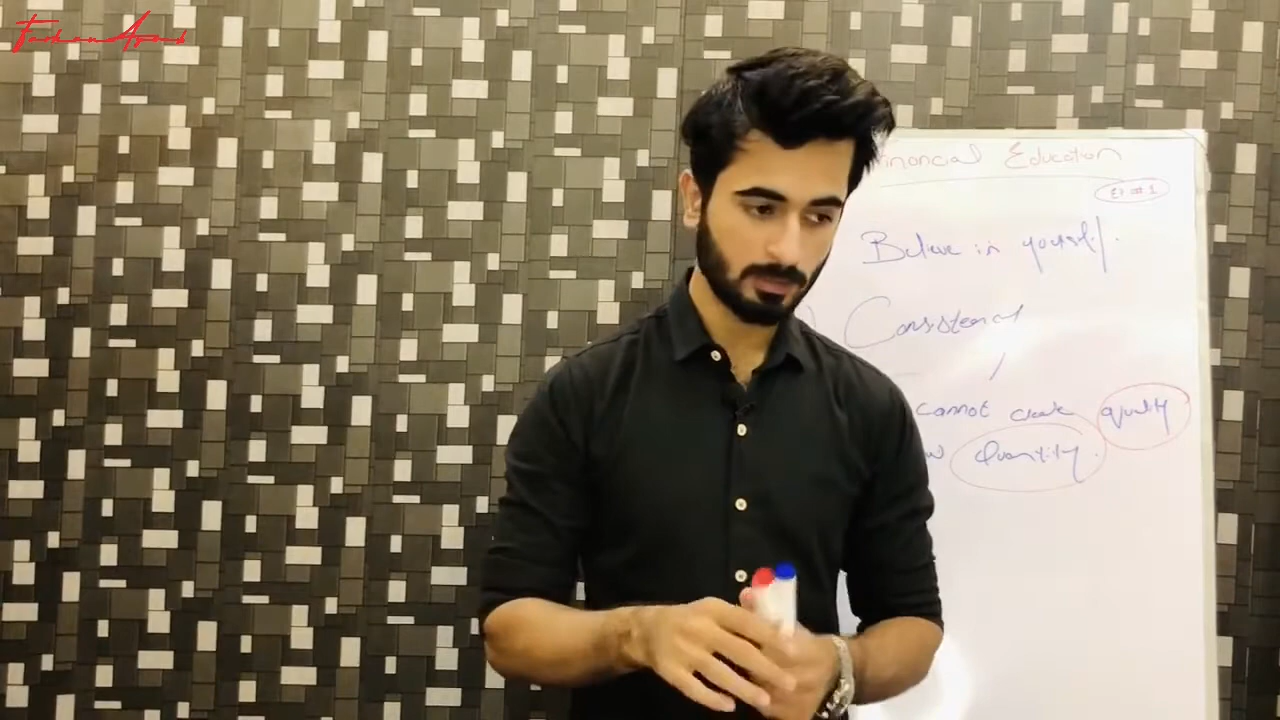 Financial Education
EP #1
Believe in yourself.
Consistency
cannot create quality
Quantity.